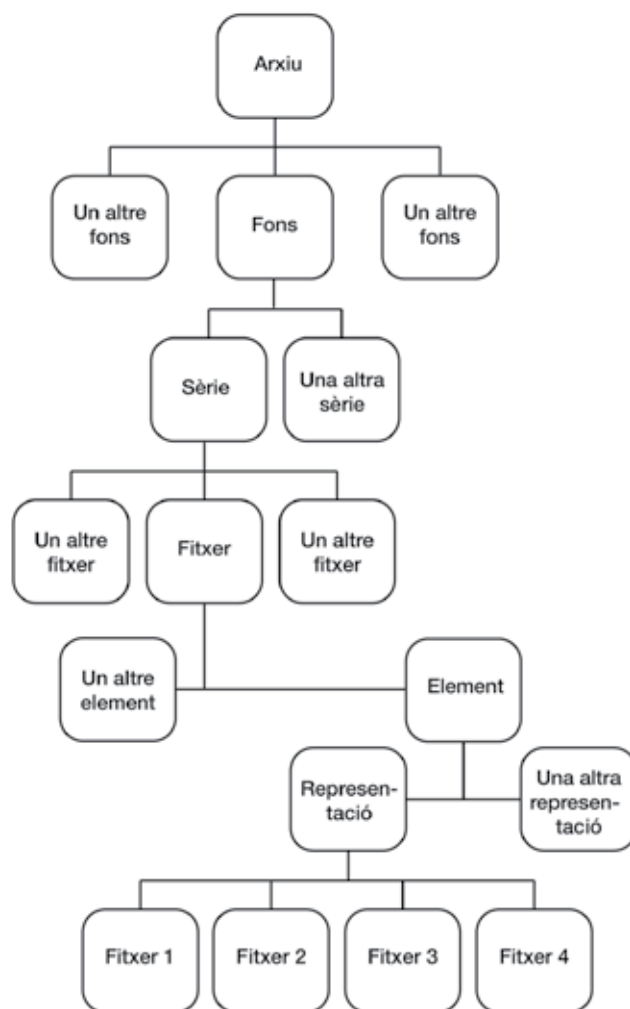 Arxiu
Un altre
fons
Fons
Un altre
fons
Sèrie
Una altra
sèrie
Un altre
fitxer
Fitxer
Un altre
fitxer
Un altre
element
Element
Represen-
tació
Una altra
represen-
tació
Fitxer 1
Fitxer 2
Fitxer 3
Fitxer 4